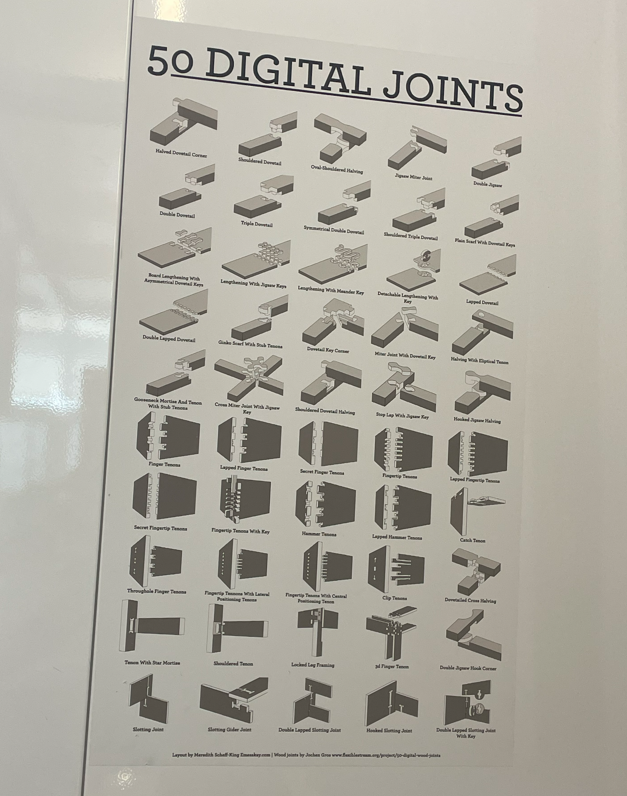 50 DIGITAL JOINTS
Halved Dovetail Corner
Shouldered Dovetail
Oval-Shouldered Halving
Jigsaw Miter Joint
Double Jigsaw
Double Dovetail
Triple Dovetail
Symmetrical Double Dovetail
Shouldered Triple Dovetail
Plain Scarf With Dovetail Keys
Board Lengthening With
Asymmetrical Dovetail Keys
Lengthening With Jigsaw Keys
Lengthening With Meander Key
Detachable Lengthening With
Key
Lapped Dovetail
Double Lapped Dovetail
Scarf With Stub Tenons
Dovetail Key Corner
Miter Joint With Dovetail Key
Halving With Eliptical Tenon
Gooseneck Mortise And Tenon
With Stub Tenons
Cross Miter Joint With Jigsaw
Key
Shouldered Dovetail Halving
Stop Lap With Jigsaw Key
Hooked Jigsaw Halving
Finger Tenons
Lapped Finger Tenons
Secret Finger Tenons
Fingertip Tenons
Lapped Fingertip Tenons
Secret Fingertip Tenons
Fingertip Tenons With Key
Hammer Tenons
Lapped Hammer Tenons
Catch Tenon
Throughhole Finger Tenons
Fingertip Tenons With Lateral
Positioning Tenons
Fingertip Tenons With Central
Positioning Tenon
Clip Tenons
Dovetailed Cross Halving
Tenon With Star Mortise
Shouldered Tenon
Locked Leg Framing
3d Finger Tenon
Double Jigsaw Hook Corner
Slotting Joint
Slotting Gider Joint
Double Lapped Slotting Joint
Hooked Slotting Joint
Double Lapped Slotting Joint
With Key
Layout by Meredith Scheff-King | Wood joints by Jochen Gros www.flexiblestream.org/project/50-digital-wood-joints